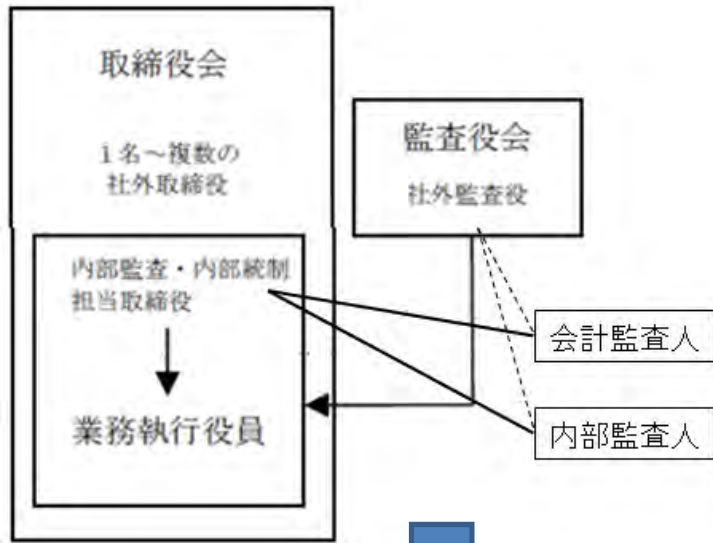 取締役会
1名~複数の
社外取締役
監査役会
社外監査役
内部監査・内部統制
担当取締役
業務執行役員
会計監査人
内部監査人